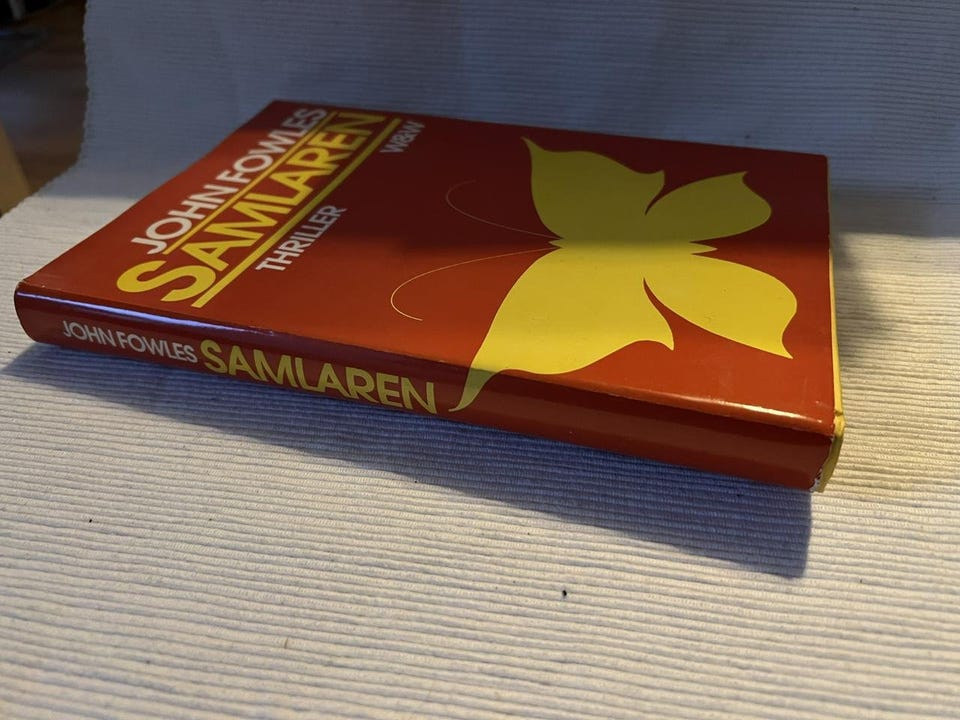 JOHN FOWLES
SAMLAREN
THRILLER
W&W
JOHN FOWLES SAMLAREN